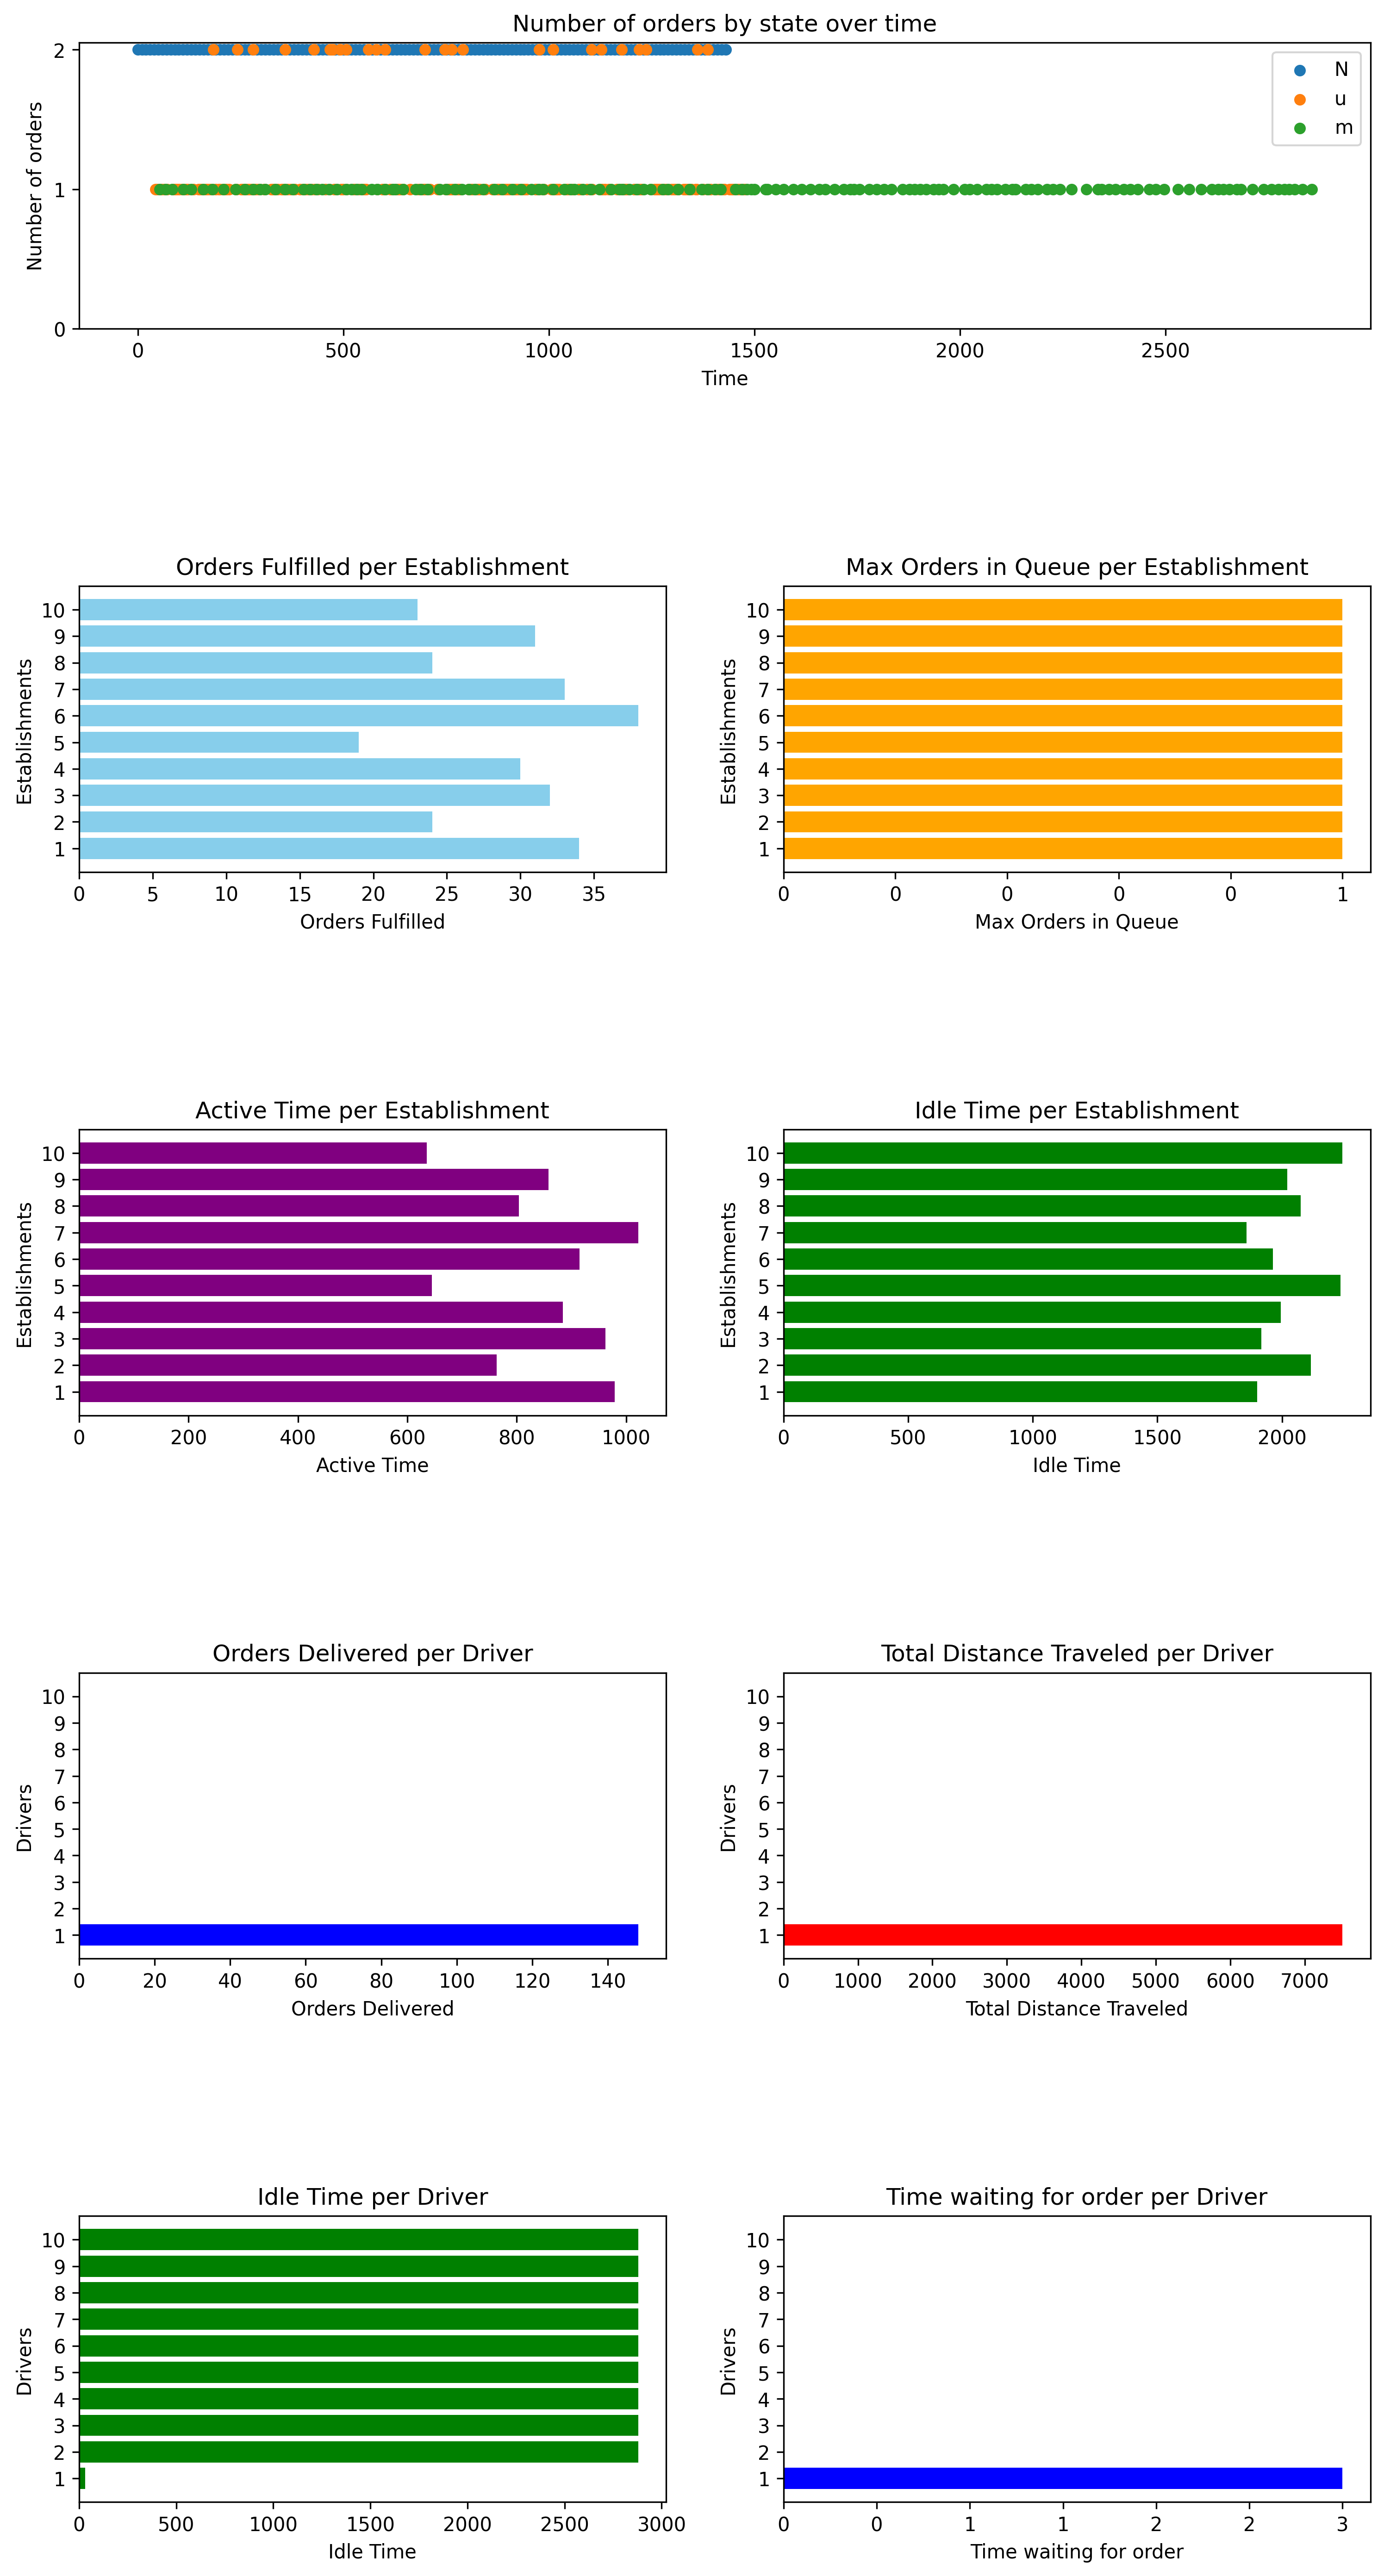 Number of orders by state over time
2
1
0
Number of orders
N
u
m
0 500 1000 1500 2000 2500
Time
Orders Fulfilled per Establishment
10
9
8
7
6
5
4
3
2
1
Establishments
0 5 10 15 20 25 30 35
Orders Fulfilled
Max Orders in Queue per Establishment
10
9
8
7
6
5
4
3
2
1
Establishments
0 0 0 0 0 1
Max Orders in Queue
Active Time per Establishment
10
9
8
7
6
5
4
3
2
1
Establishments
0 200 400 600 800 1000
Active Time
Idle Time per Establishment
10
9
8
7
6
5
4
3
2
1
Establishments
0 500 1000 1500 2000
Idle Time
Orders Delivered per Driver
10
9
8
7
6
5
4
3
2
1
Drivers
0 20 40 60 80 100 120 140
Orders Delivered
Total Distance Traveled per Driver
10
9
8
7
6
5
4
3
2
1
Drivers
0 1000 2000 3000 4000 5000 6000 7000
Total Distance Traveled
Idle Time per Driver
10
9
8
7
6
5
4
3
2
1
Drivers
0 500 1000 1500 2000 2500 3000
Idle Time
Time waiting for order per Driver
10
9
8
7
6
5
4
3
2
1
Drivers
0 0 1 1 2 2 3
Time waiting for order